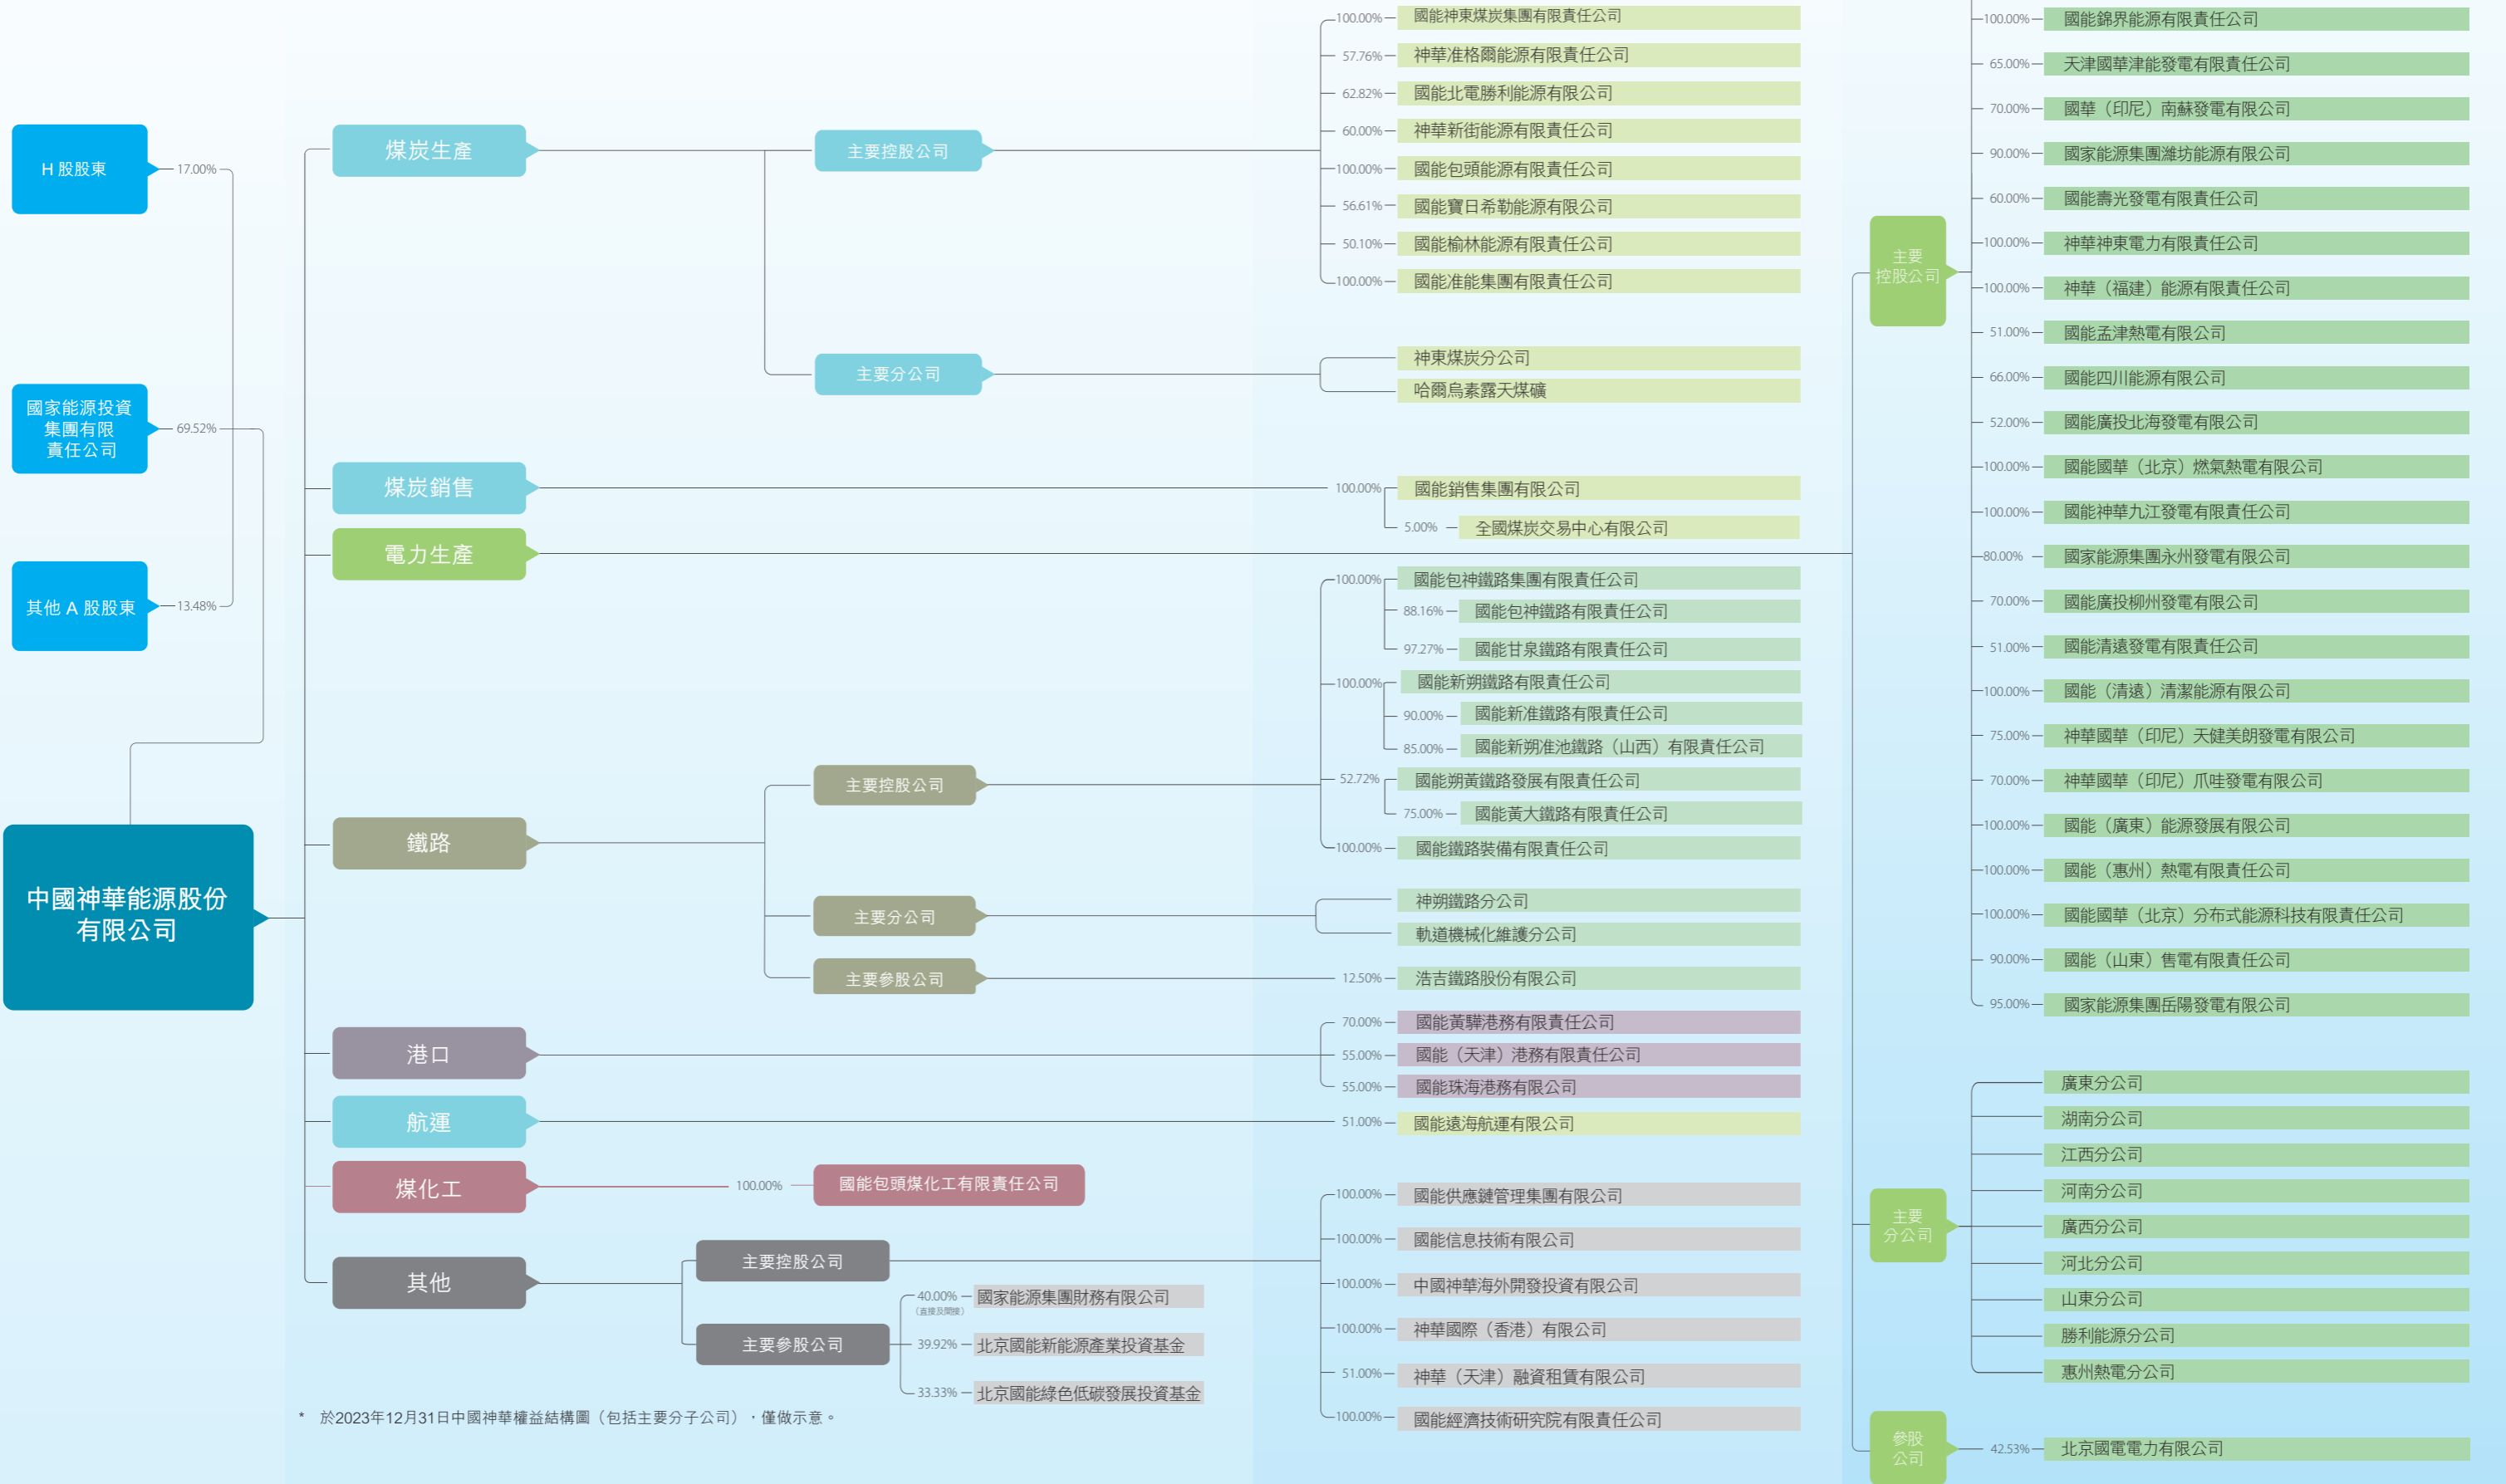 H 股股東
17.00%
國家能源投資
集團有限
責任公司
69.52%
其他 A 股股東
13.48%
中國神華能源股份
有限公司
煤炭生產
主要控股公司
100.00%
國能神東煤炭集團有限責任公司
57.76%
神華准格爾能源有限責任公司
62.82%
國能北電勝利能源有限公司
60.00%
神華新街能源有限責任公司
100.00%
國能包頭能源有限責任公司
56.61%
國能寶日希勒能源有限公司
50.10%
國能榆林能源有限責任公司
100.00%
國能准能集團有限責任公司
主要分公司
神東煤炭分公司
哈爾烏素露天煤礦
煤炭銷售
100.00%
國能銷售集團有限公司
5.00%
全國煤炭交易中心有限公司
電力生產
鐵路
主要控股公司
100.00%
國能包神鐵路集團有限責任公司
88.16%
國能包神鐵路有限責任公司
97.27%
國能甘泉鐵路有限責任公司
100.00%
國能新朔鐵路有限責任公司
90.00%
國能新准鐵路有限責任公司
85.00%
國能新朔准池鐵路（山西）有限責任公司
52.72%
國能朔黃鐵路發展有限責任公司
75.00%
國能黃大鐵路有限責任公司
100.00%
國能鐵路裝備有限責任公司
主要分公司
神朔鐵路分公司
軌道機械化維護分公司
主要參股公司
12.50%
浩吉鐵路股份有限公司
港口
70.00%
國能黃驊港務有限責任公司
55.00%
國能（天津）港務有限責任公司
55.00%
國能珠海港務有限公司
航運
51.00%
國能遠海航運有限公司
煤化工
100.00%
國能包頭煤化工有限責任公司
其他
主要控股公司
100.00%
國能供應鏈管理集團有限公司
100.00%
國能信息技術有限公司
100.00%
中國神華海外開發投資有限公司
100.00%
神華國際（香港）有限公司
51.00%
神華（天津）融資租賃有限公司
100.00%
國能經濟技術研究院有限責任公司
主要參股公司
40.00%
（直接及間接）
國家能源集團財務有限公司
39.92%
北京國能新能源產業投資基金
33.33%
北京國能綠色低碳發展投資基金
主要
控股公司
100.00%
國能錦界能源有限責任公司
65.00%
天津國華津能發電有限責任公司
70.00%
國華（印尼）南蘇發電有限公司
90.00%
國家能源集團濰坊能源有限公司
60.00%
國能壽光發電有限責任公司
100.00%
神華神東電力有限責任公司
100.00%
神華（福建）能源有限責任公司
51.00%
國能孟津熱電有限公司
66.00%
國能四川能源有限公司
52.00%
國能廣投北海發電有限公司
100.00%
國能國華（北京）燃氣熱電有限公司
100.00%
國能神華九江發電有限責任公司
80.00%
國家能源集團永州發電有限公司
70.00%
國能廣投柳州發電有限公司
51.00%
國能清遠發電有限責任公司
100.00%
國能（清遠）清潔能源有限公司
75.00%
神華國華（印尼）天健美朗發電有限公司
70.00%
神華國華（印尼）爪哇發電有限公司
100.00%
國能（廣東）能源發展有限公司
100.00%
國能（惠州）熱電有限責任公司
100.00%
國能國華（北京）分布式能源科技有限責任公司
90.00%
國能（山東）售電有限責任公司
95.00%
國家能源集團岳陽發電有限公司
主要
分公司
廣東分公司
湖南分公司
江西分公司
河南分公司
廣西分公司
河北分公司
山東分公司
勝利能源分公司
惠州熱電分公司
參股
公司
42.53%
北京國電電力有限公司
* 於2023年12月31日中國神華權益結構圖（包括主要分子公司），僅做示意。